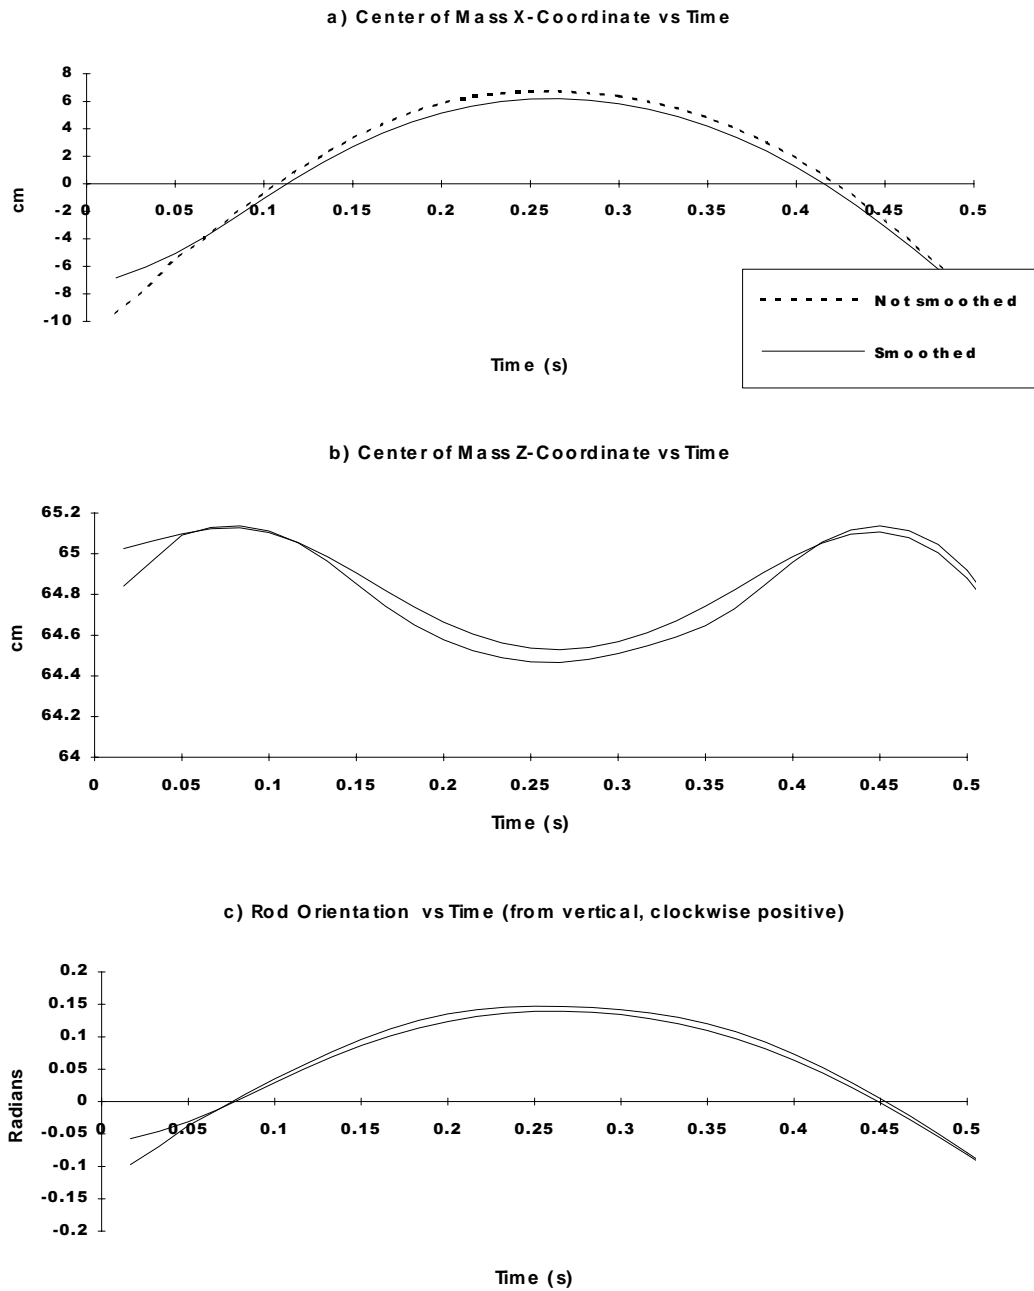 a) Center of Mass X-Coordinate vs Time
8
6
4
2
0
-2
-4
-6
-8
-10
cm
0 0.05 0.1 0.15 0.2 0.25 0.3 0.35 0.4 0.45 0.5
Not smoothed
Smoothed
Time (s)
b) Center of Mass Z-Coordinate vs Time
65.2
65
64.8
64.6
64.4
64.2
64
cm
0 0.05 0.1 0.15 0.2 0.25 0.3 0.35 0.4 0.45 0.5
Time (s)
c) Rod Orientation vs Time (from vertical, clockwise positive)
0.2
0.15
0.1
0.05
0
-0.05
-0.1
-0.15
-0.2
Radians
0 0.05 0.1 0.15 0.2 0.25 0.3 0.35 0.4 0.45 0.5
Time (s)